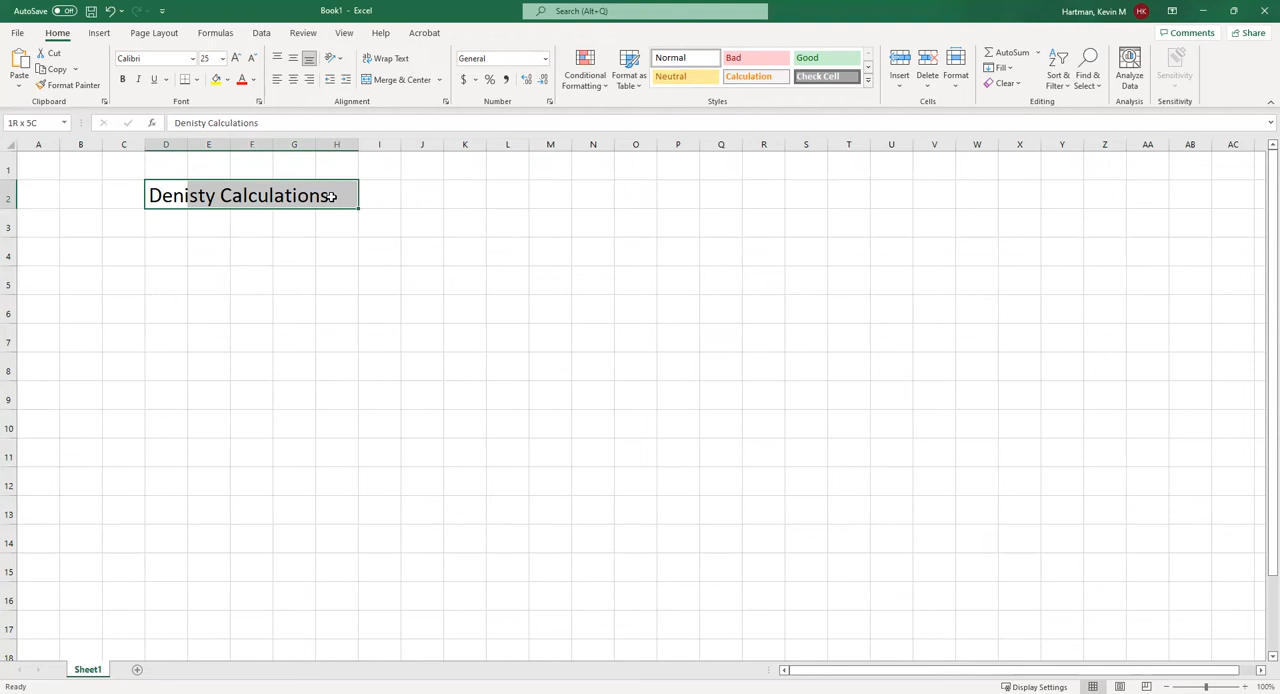 AutoSave Off
Book1 - Excel
Search (Alt+Q)
Hartman, Kevin M HK
File Home Insert Page Layout Formulas Data Review View Help Acrobat
Comments Share
Paste
Cut
Copy
Format Painter
Clipboard
Calibri 25
B I U
Font
Wrap Text
Merge & Center
Alignment
General
$ % 9
Number
Conditional Formatting
Format as Table
Normal Bad Good
Neutral Calculation Check Cell
Styles
Insert Delete Format
Cells
AutoSum
Fill
Clear
Sort & Filter
Find & Select
Editing
Analyze Data
Analysis
Sensitivity
Sensitivity
1R x 5C
fx Denisty Calculations
A B C D E F G H I J K L M N O P Q R S T U V W X Y Z AA AB AC
1
2 Denisty Calculations
3
4
5
6
7
8
9
10
11
12
13
14
15
16
17
18
Sheet1
Ready
Display Settings
100%